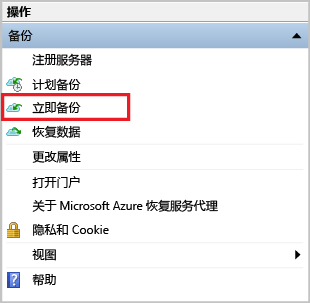 操作
备份
注册服务器
计划备份
立即备份
恢复数据
更改属性
打开门户
关于 Microsoft Azure 恢复服务代理
隐私和 Cookie
视图
帮助